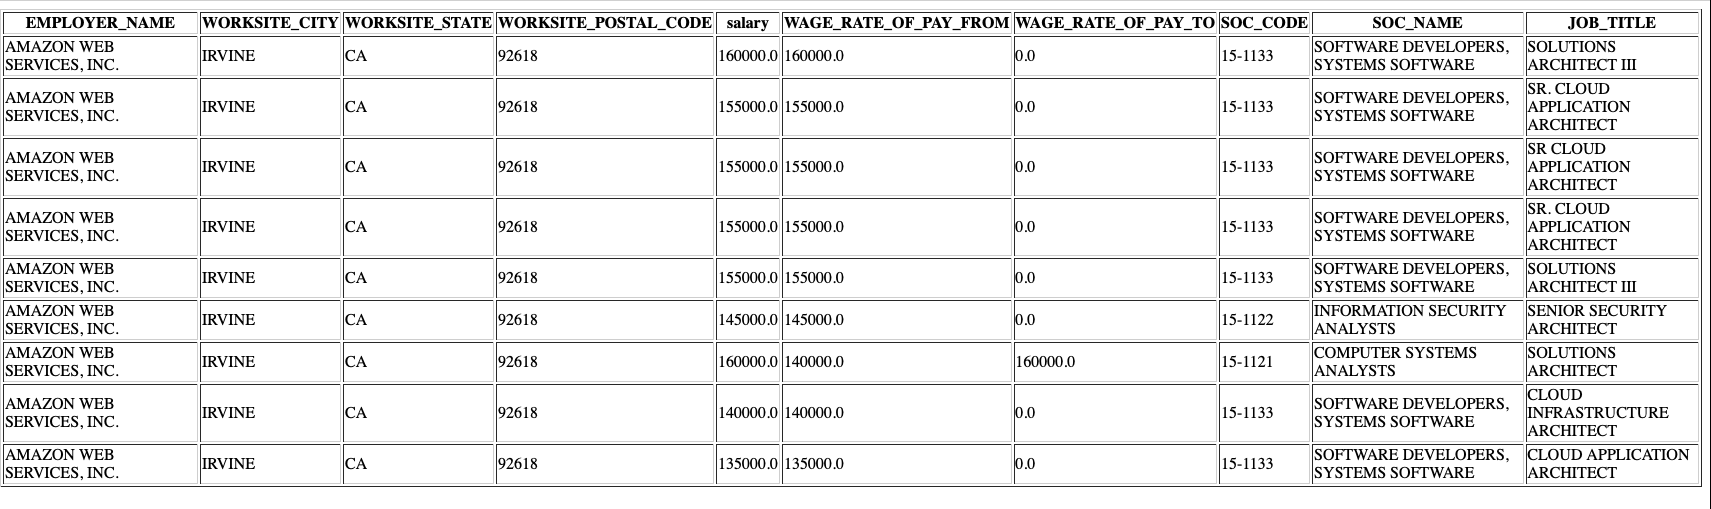 EMPLOYER_NAME WORKSITE_CITY WORKSITE_STATE WORKSITE_POSTAL_CODE salary WAGE_RATE_OF_PAY_FROM WAGE_RATE_OF_PAY_TO SOC_CODE SOC_NAME JOB_TITLE
AMAZON WEB SERVICES, INC. IRVINE CA 92618 160000.0 160000.0 0.0 15-1133 SOFTWARE DEVELOPERS, SYSTEMS SOFTWARE SOLUTIONS ARCHITECT III
AMAZON WEB SERVICES, INC. IRVINE CA 92618 155000.0 155000.0 0.0 15-1133 SOFTWARE DEVELOPERS, SYSTEMS SOFTWARE SR. CLOUD APPLICATION ARCHITECT
AMAZON WEB SERVICES, INC. IRVINE CA 92618 155000.0 155000.0 0.0 15-1133 SOFTWARE DEVELOPERS, SYSTEMS SOFTWARE SR CLOUD APPLICATION ARCHITECT
AMAZON WEB SERVICES, INC. IRVINE CA 92618 155000.0 155000.0 0.0 15-1133 SOFTWARE DEVELOPERS, SYSTEMS SOFTWARE SR. CLOUD APPLICATION ARCHITECT
AMAZON WEB SERVICES, INC. IRVINE CA 92618 155000.0 155000.0 0.0 15-1133 SOFTWARE DEVELOPERS, SYSTEMS SOFTWARE SOLUTIONS ARCHITECT III
AMAZON WEB SERVICES, INC. IRVINE CA 92618 145000.0 145000.0 0.0 15-1122 INFORMATION SECURITY ANALYSTS SENIOR SECURITY ARCHITECT
AMAZON WEB SERVICES, INC. IRVINE CA 92618 160000.0 140000.0 160000.0 15-1121 COMPUTER SYSTEMS ANALYSTS SOLUTIONS ARCHITECT
AMAZON WEB SERVICES, INC. IRVINE CA 92618 140000.0 140000.0 0.0 15-1133 SOFTWARE DEVELOPERS, SYSTEMS SOFTWARE CLOUD INFRASTRUCTURE ARCHITECT
AMAZON WEB SERVICES, INC. IRVINE CA 92618 135000.0 135000.0 0.0 15-1133 SOFTWARE DEVELOPERS, SYSTEMS SOFTWARE CLOUD APPLICATION ARCHITECT